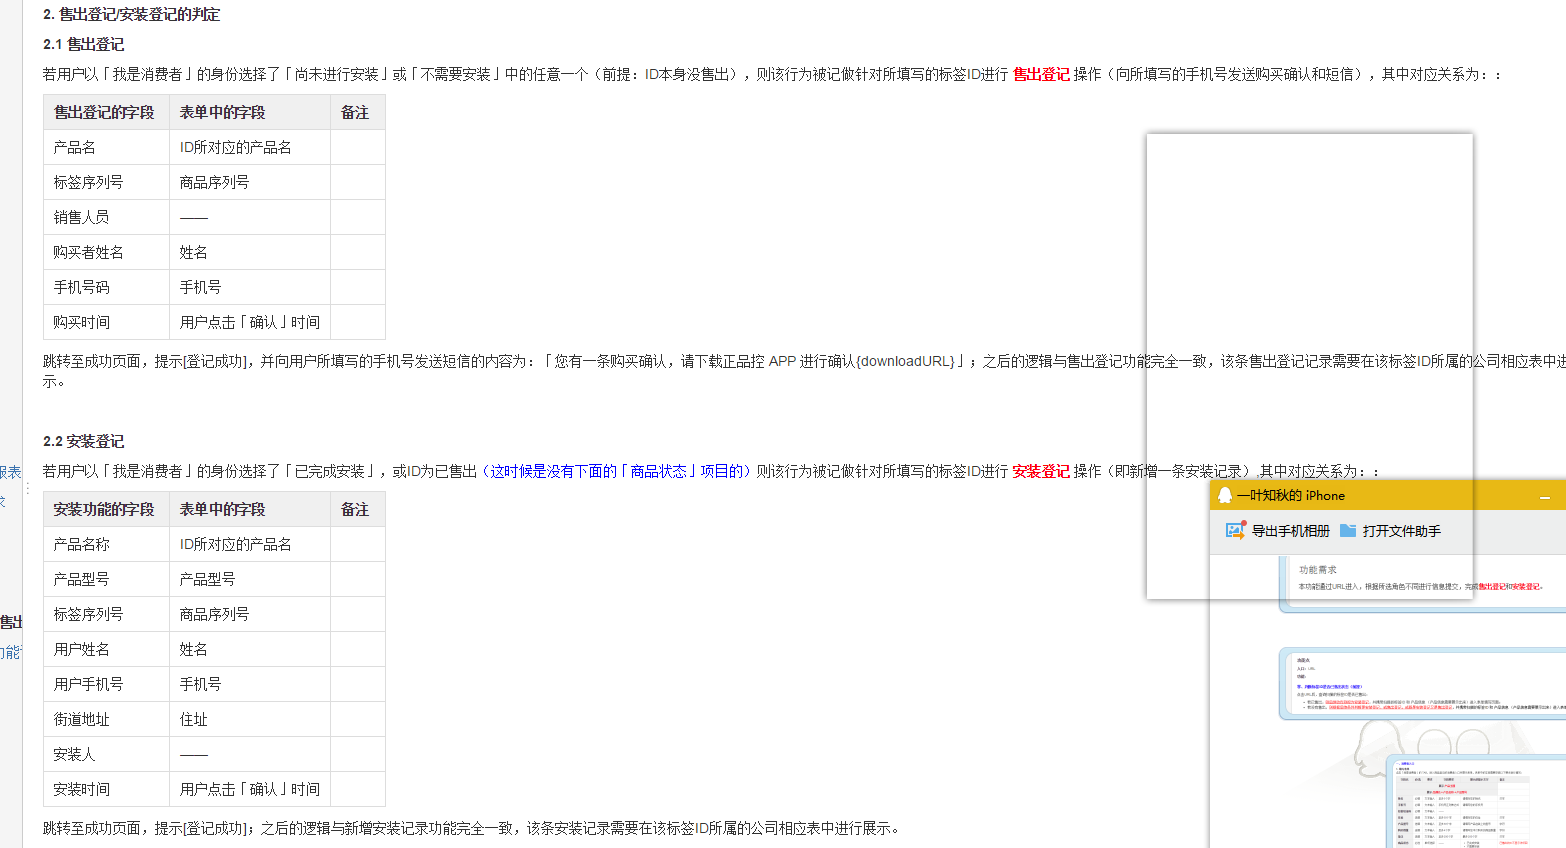 2. 售出登记/安装登记的判定
2.1 售出登记
若用户以「我是消费者」的身份选择了「尚未进行安装」或「不需要安装」中的任意一个（前提：ID本身没售出），则该行为被记做针对所填写的标签ID进行 售出登记 操作（向所填写的手机号发送购买确认和短信），其中对应关系为：：
售出登记的字段 表单中的字段 备注
产品名 ID所对应的产品名
标签序列号 商品序列号
销售人员 ——
购买者姓名 姓名
手机号码 手机号
购买时间 用户点击「确认」时间
跳转至成功页面，提示[登记成功]，并向用户所填写的手机号发送短信的内容为：「您有一条购买确认，请下载正品控 APP 进行确认{downloadURL}」；之后的逻辑与售出登记功能完全一致，该条售出登记记录需要在该标签ID所属的公司相应表中进
示。
2.2 安装登记
若用户以「我是消费者」的身份选择了「已完成安装」，或ID为已售出（这时候是没有下面的「商品状态」项目的）则该行为被记做针对所填写的标签ID进行 安装登记 操作（即新增一条安装记录）,其中对应关系为：：
安装功能的字段 表单中的字段 备注
产品名称 ID所对应的产品名
产品型号 产品型号
标签序列号 商品序列号
用户姓名 姓名
用户手机号 手机号
街道地址 住址
安装人 ——
安装时间 用户点击「确认」时间
跳转至成功页面，提示[登记成功]；之后的逻辑与新增安装记录功能完全一致，该条安装记录需要在该标签ID所属的公司相应表中进行展示。
报表
求
售出
功能
一叶知秋的 iPhone
导出手机相册 打开文件助手
功能需求
本功能通过URL进入，根据所选角色不同进行信息提交，完成售出登记和安装登记。